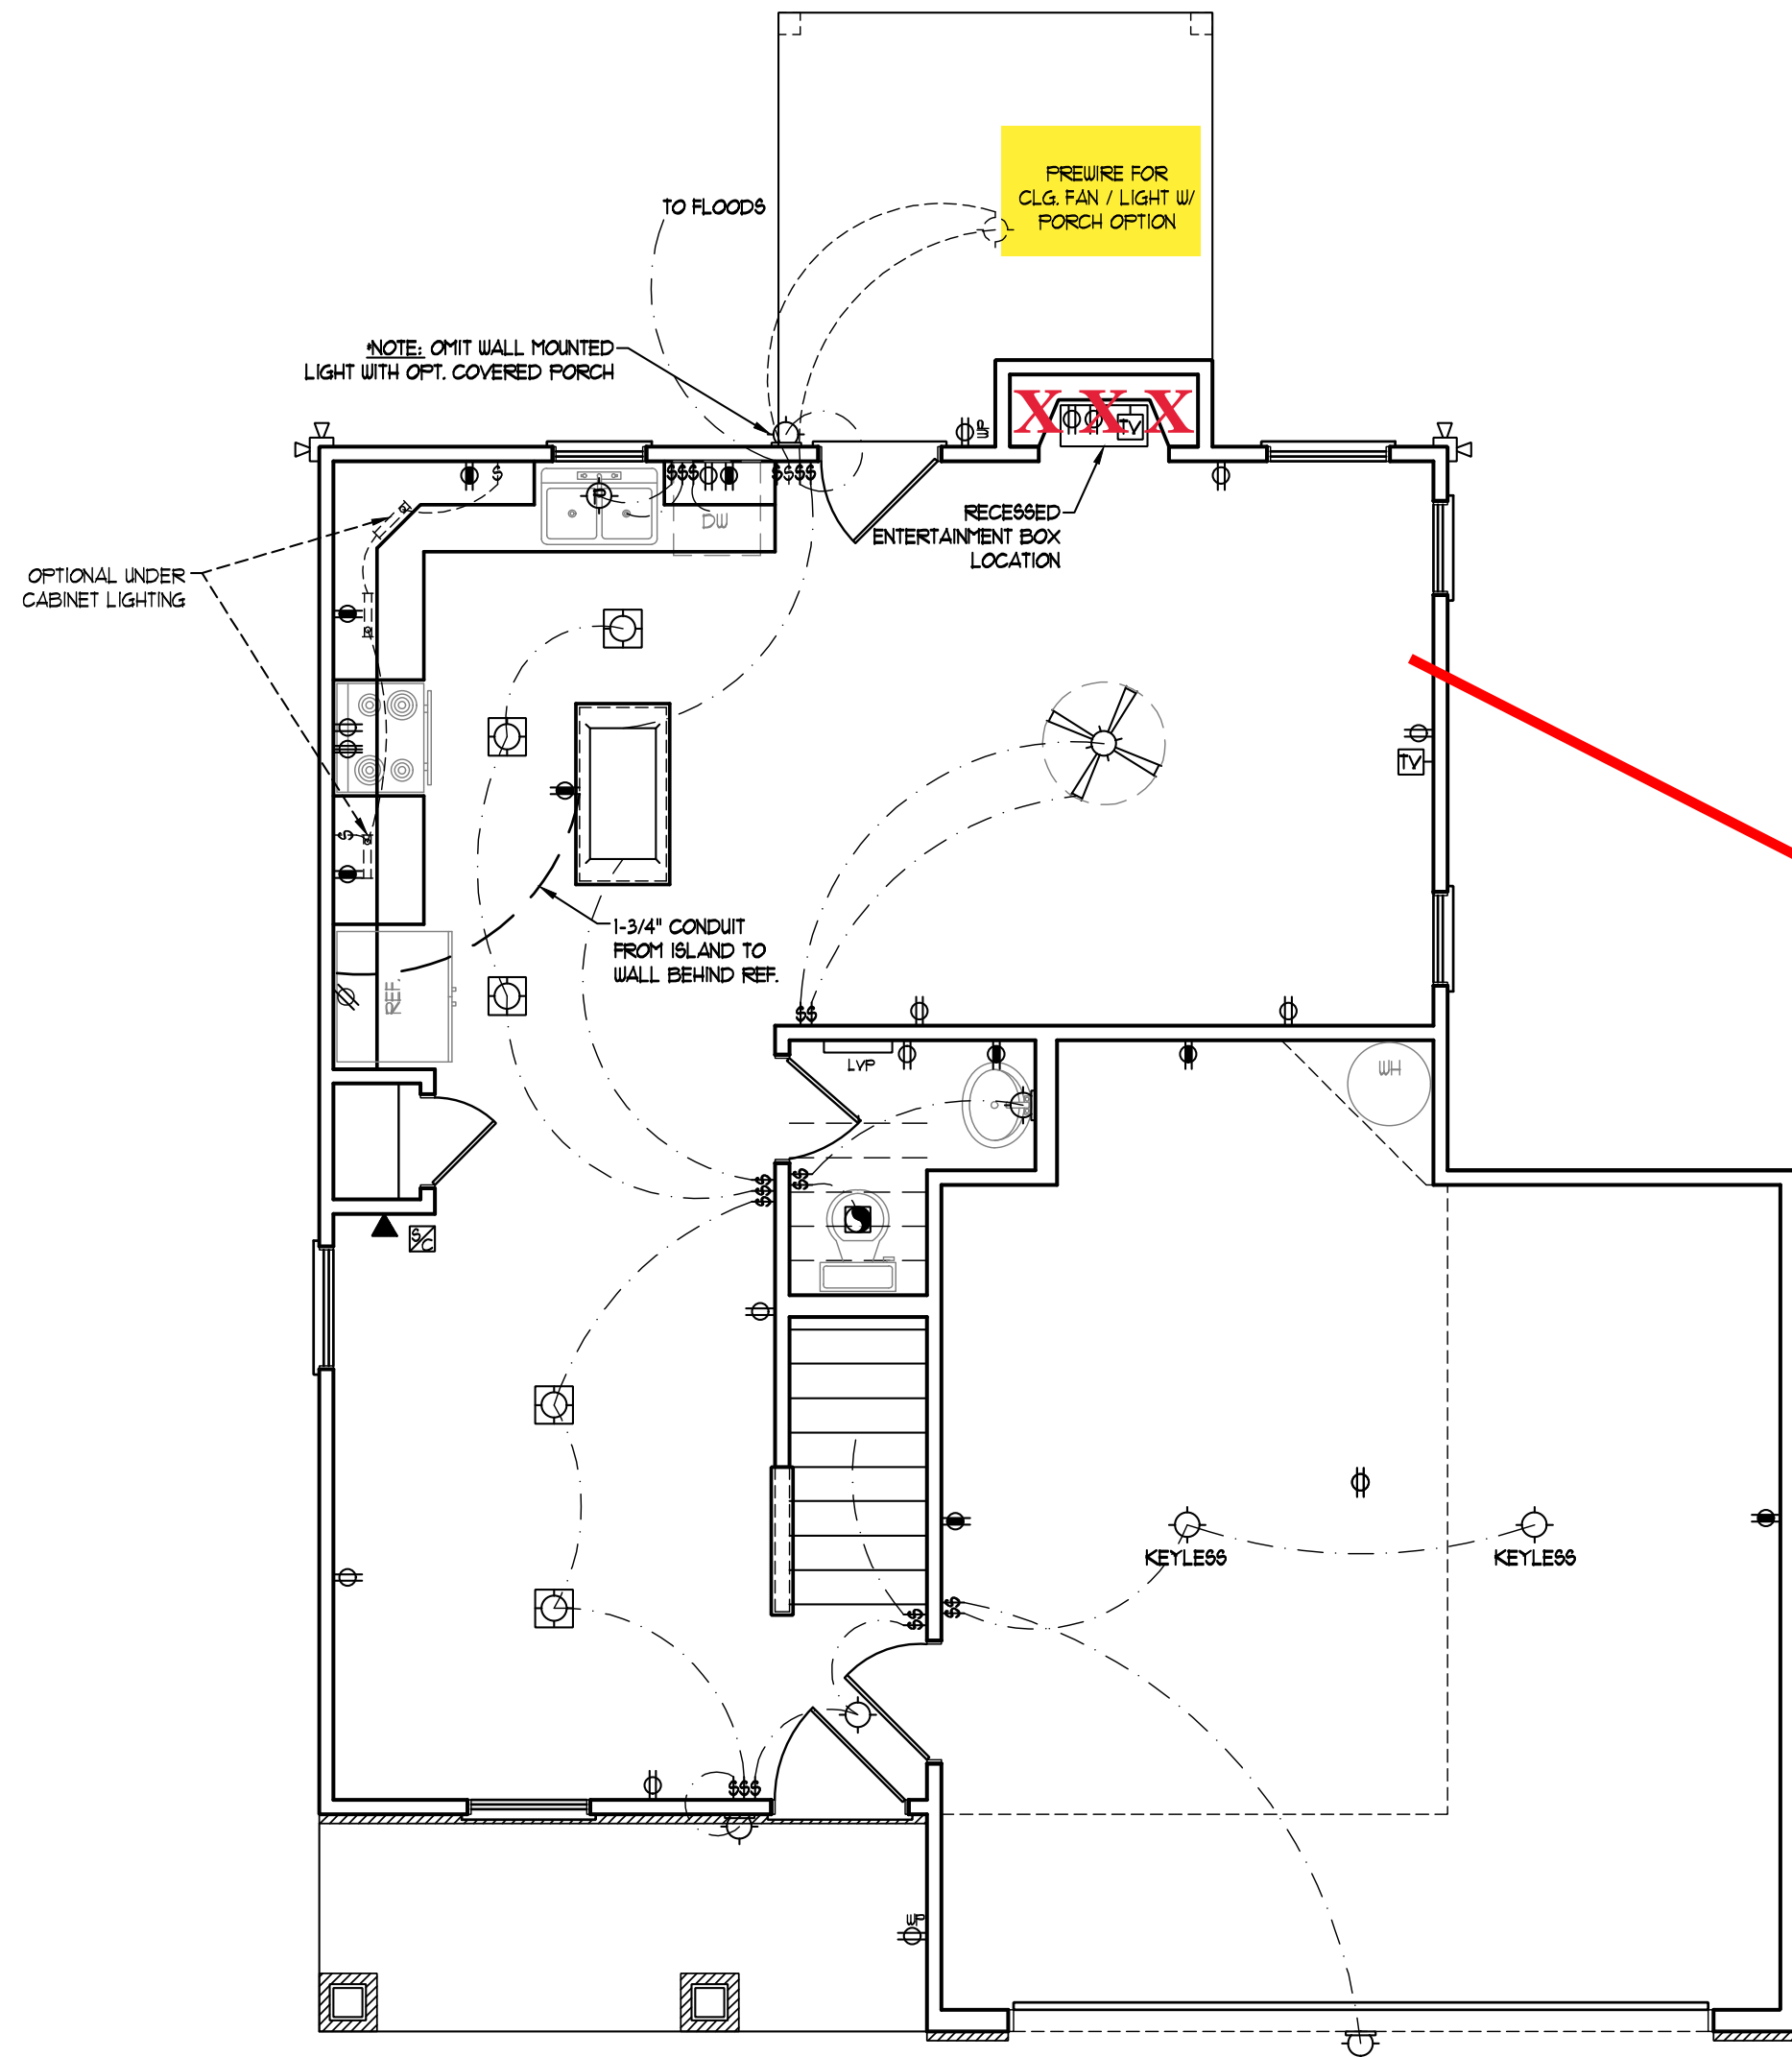 PREWIRE FOR
CLG. FAN / LIGHT W/
PORCH OPTION
TO FLOODS
*NOTE: OMIT WALL MOUNTED
LIGHT WITH OPT. COVERED PORCH
X X X
TV
WP
$
$$$
$$$$
D
DW
RECESSED
ENTERTAINMENT BOX
LOCATION
OPTIONAL UNDER
CABINET LIGHTING
TV
$
1-3/4" CONDUIT
FROM ISLAND TO
WALL BEHIND REF.
REF.
$$
LVP
WH
$$$
$$
S/C
KEYLESS
KEYLESS
$$
$$
$$$
WP